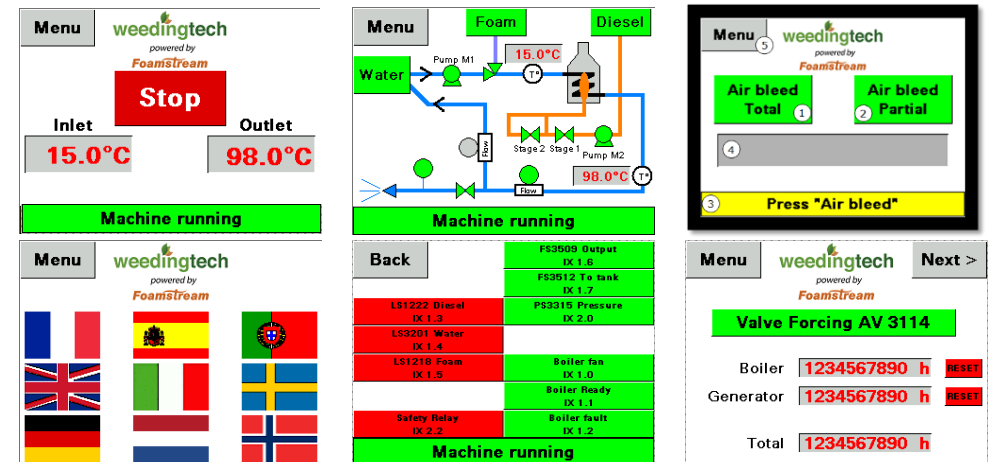 Menu
weedingtech
powered by
Foamstream
Stop
Inlet
Outlet
15.0°C
98.0°C
Machine running
Menu
Foam
Diesel
Water
Pump M1
15.0°C
T°
Flow
Stage 2
Stage 1
Pump M2
98.0°C
T°
Flow
Machine running
Menu
5
weedingtech
powered by
Foamstream
Air bleed
Total
1
Air bleed
2
Partial
4
3
Press "Air bleed"
Menu
weedingtech
powered by
Foamstream
Back
FS3509 Output
IX 1.6
FS3512 To tank
IX 1.7
LS1222 Diesel
IX 1.3
PS3315 Pressure
IX 2.0
LS3201 Water
IX 1.4
LS1218 Foam
IX 1.5
Boiler fan
IX 1.0
Boiler Ready
IX 1.1
Safety Relay
IX 2.2
Boiler fault
IX 1.2
Machine running
Menu
weedingtech
Next >
powered by
Foamstream
Valve Forcing AV 3114
Boiler
1234567890 h
RESET
Generator
1234567890 h
RESET
Total
1234567890 h